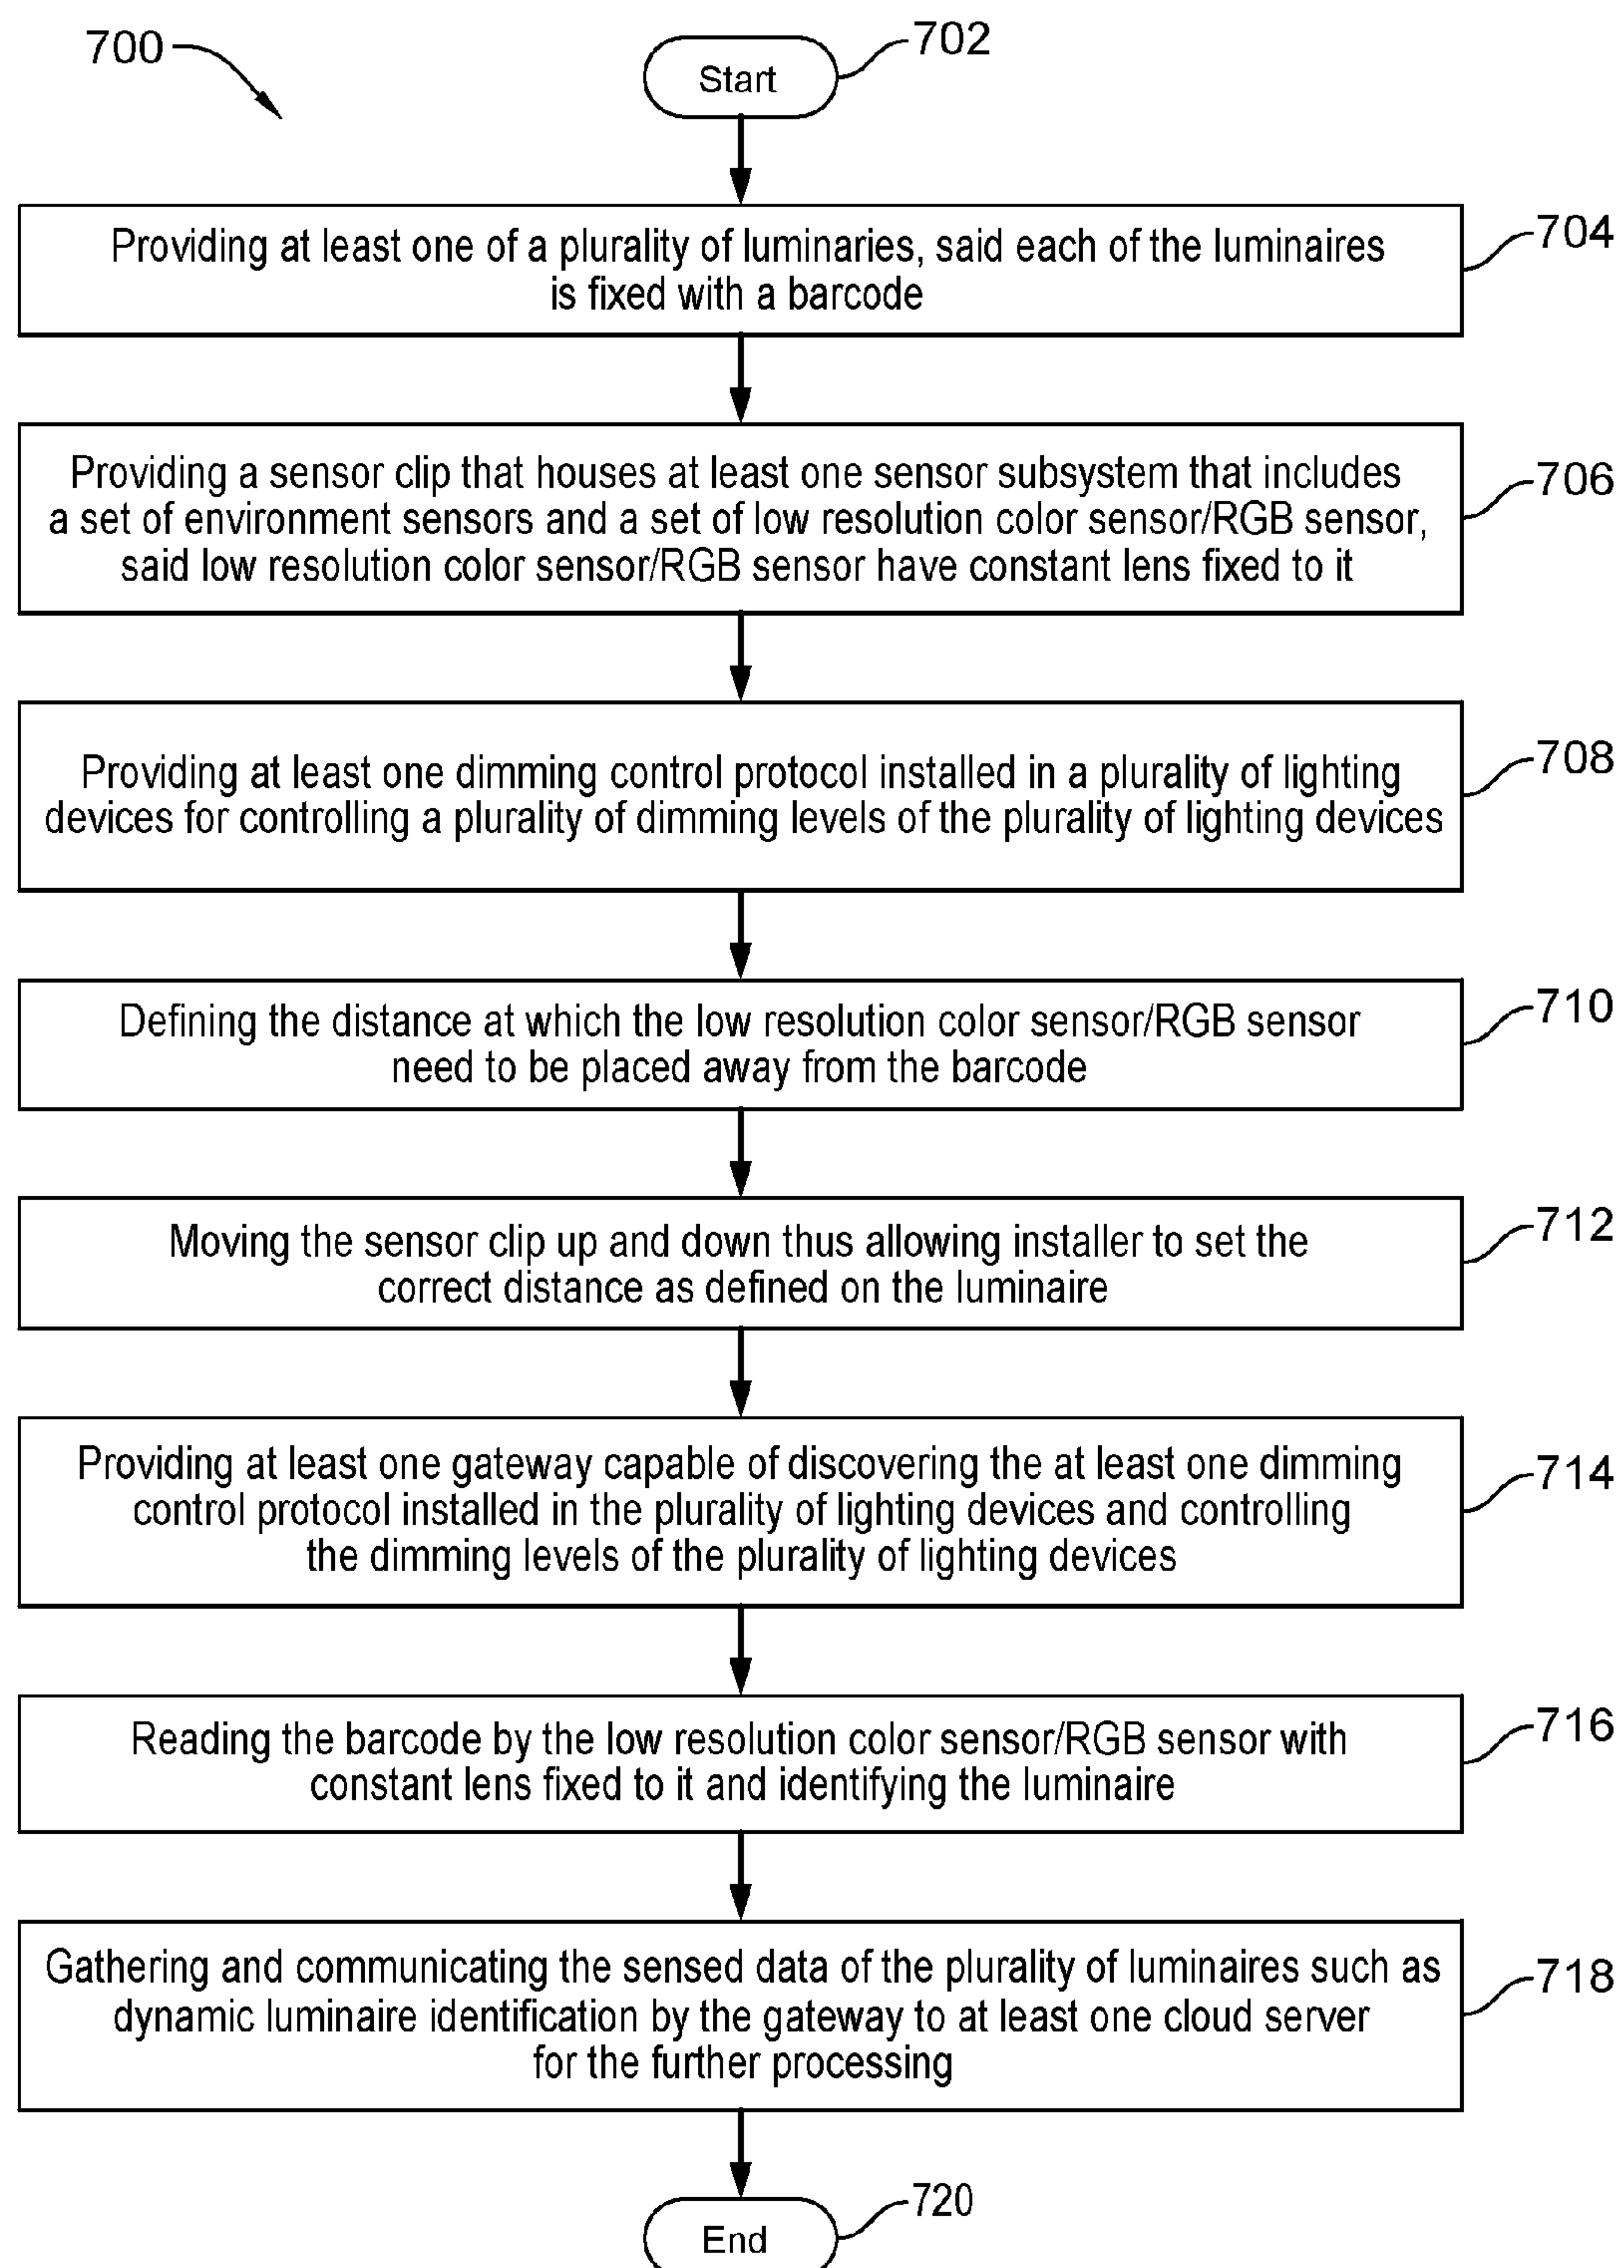 700
702
Start
704
Providing at least one of a plurality of luminaries, said each of the luminaires
is fixed with a barcode
706
Providing a sensor clip that houses at least one sensor subsystem that includes
a set of environment sensors and a set of low resolution color sensor/RGB sensor,
said low resolution color sensor/RGB sensor have constant lens fixed to it
708
Providing at least one dimming control protocol installed in a plurality of lighting
devices for controlling a plurality of dimming levels of the plurality of lighting devices
710
Defining the distance at which the low resolution color sensor/RGB sensor
need to be placed away from the barcode
712
Moving the sensor clip up and down thus allowing installer to set the
correct distance as defined on the luminaire
714
Providing at least one gateway capable of discovering the at least one dimming
control protocol installed in the plurality of lighting devices and controlling
the dimming levels of the plurality of lighting devices
716
Reading the barcode by the low resolution color sensor/RGB sensor with
constant lens fixed to it and identifying the luminaire
718
Gathering and communicating the sensed data of the plurality of luminaires such as
dynamic luminaire identification by the gateway to at least one cloud server
for the further processing
720
End